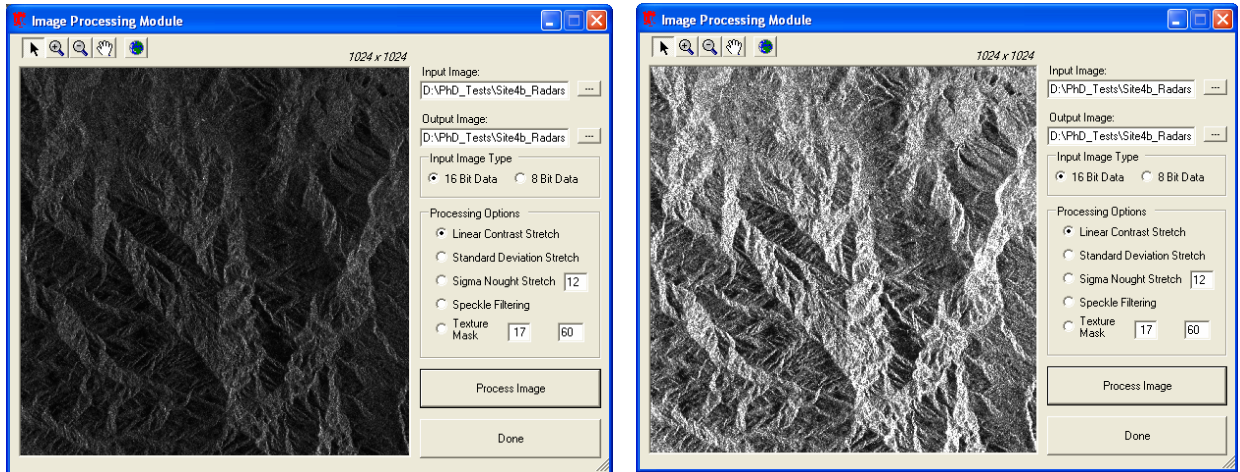 Image Processing Module
1024 x 1024
Input Image:
D:\PhD_Tests\Site4b_Radars
...
Output Image:
D:\PhD_Tests\Site4b_Radars
...
Input Image Type
16 Bit Data 8 Bit Data
Processing Options
Linear Contrast Stretch
Standard Deviation Stretch
Sigma Nought Stretch 12
Speckle Filtering
Texture Mask 17 60
Process Image
Done
Image Processing Module
1024 x 1024
Input Image:
D:\PhD_Tests\Site4b_Radars
...
Output Image:
D:\PhD_Tests\Site4b_Radars
...
Input Image Type
16 Bit Data 8 Bit Data
Processing Options
Linear Contrast Stretch
Standard Deviation Stretch
Sigma Nought Stretch 12
Speckle Filtering
Texture Mask 17 60
Process Image
Done